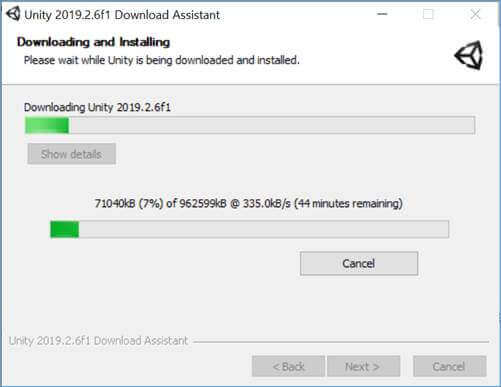 Unity 2019.2.6f1 Download Assistant
Downloading and Installing
Please wait while Unity is being downloaded and installed.
Downloading Unity 2019.2.6f1
Show details
71040kB (7%) of 962599kB @ 335.0kB/s (44 minutes remaining)
Cancel
Unity 2019.2.6f1 Download Assistant
< Back Next > Cancel